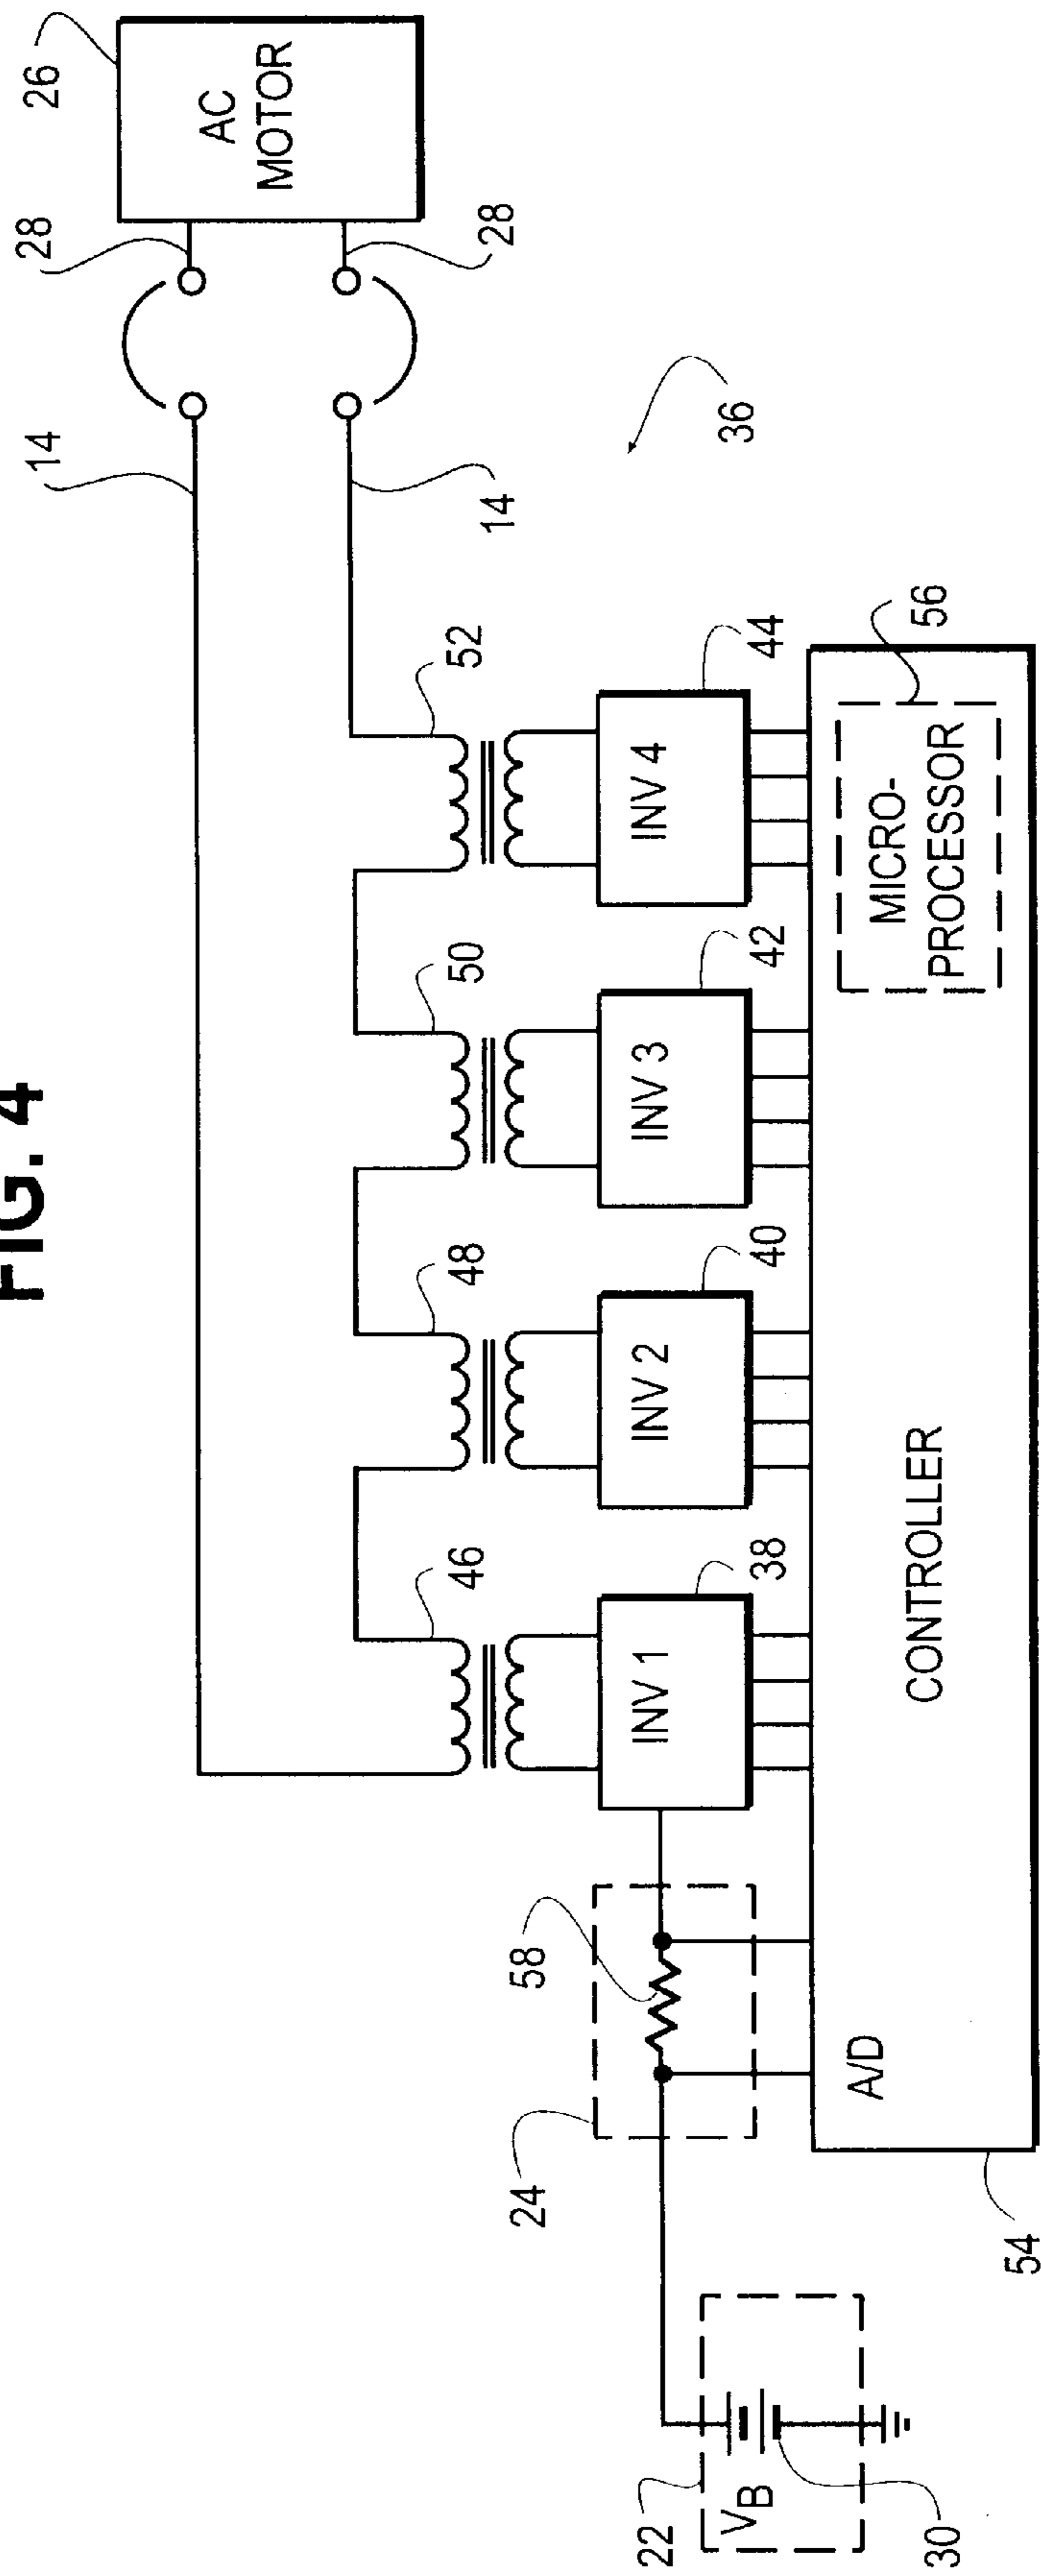 FIG. 4
26
AC
MOTOR
28
28
14
14
36
52
50
48
46
44
42
40
38
INV 4
INV 3
INV 2
INV 1
56
MICRO-
PROCESSOR
CONTROLLER
58
24
A/D
54
22
VB
30